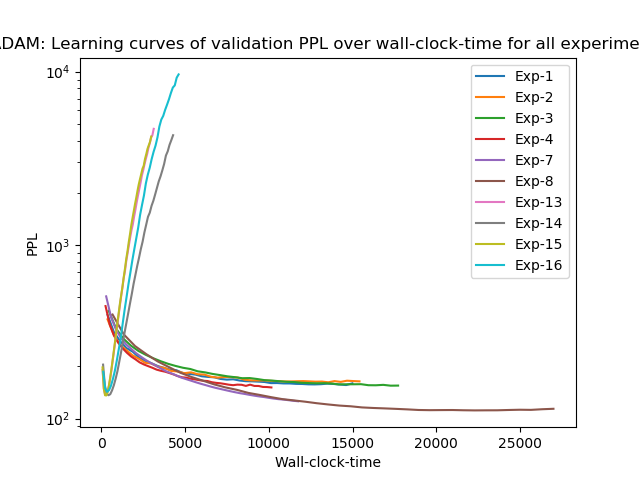 DAM: Learning curves of validation PPL over wall-clock-time for all experime
10⁴
10³
10²
PPL
0 5000 10000 15000 20000 25000
Wall-clock-time
Exp-1
Exp-2
Exp-3
Exp-4
Exp-7
Exp-8
Exp-13
Exp-14
Exp-15
Exp-16